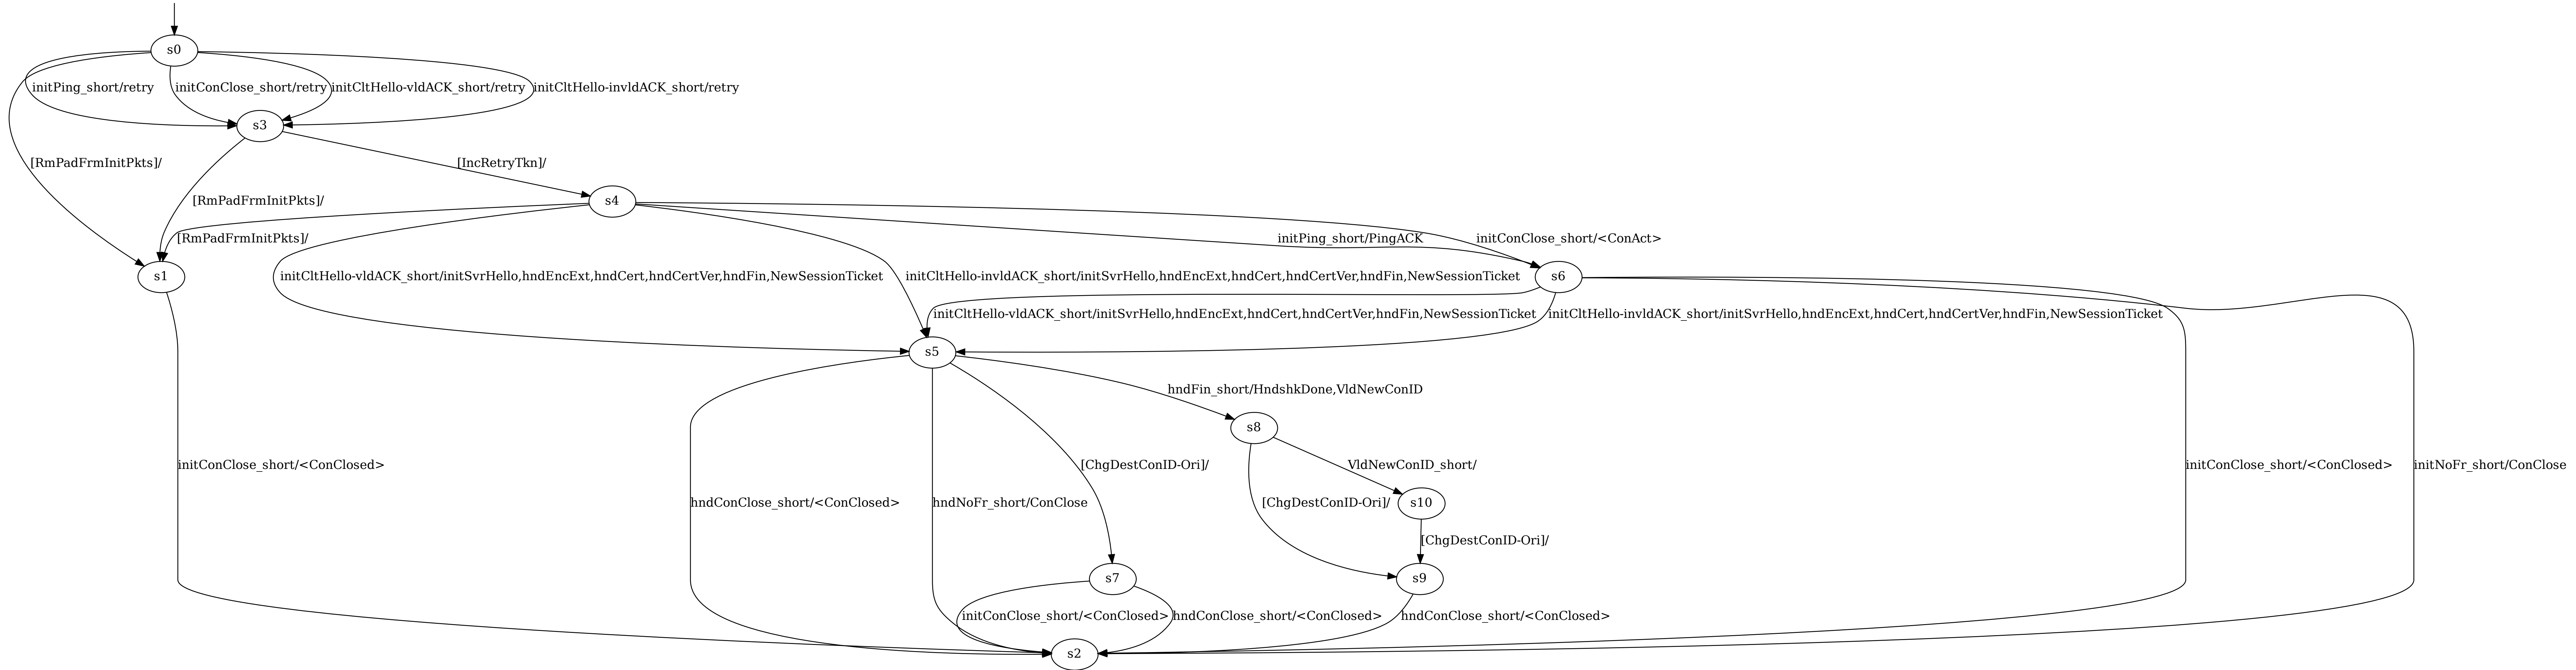 s0
initPing_short/retry
initConClose_short/retry
initCltHello-vldACK_short/retry
initCltHello-invldACK_short/retry
s3
[RmPadFrmInitPkts]/
[IncRetryTkn]/
[RmPadFrmInitPkts]/
s4
[RmPadFrmInitPkts]/
initPing_short/PingACK
initConClose_short/<ConAct>
s1
initCltHello-vldACK_short/initSvrHello,hndEncExt,hndCert,hndCertVer,hndFin,NewSessionTicket
initCltHello-invldACK_short/initSvrHello,hndEncExt,hndCert,hndCertVer,hndFin,NewSessionTicket
s6
initCltHello-vldACK_short/initSvrHello,hndEncExt,hndCert,hndCertVer,hndFin,NewSessionTicket
initCltHello-invldACK_short/initSvrHello,hndEncExt,hndCert,hndCertVer,hndFin,NewSessionTicket
s5
hndFin_short/HndshkDone,VldNewConID
s8
initConClose_short/<ConClosed>
[ChgDestConID-Ori]/
VldNewConID_short/
initConClose_short/<ConClosed>
initNoFr_short/ConClose
hndConClose_short/<ConClosed>
hndNoFr_short/ConClose
[ChgDestConID-Ori]/
s10
[ChgDestConID-Ori]/
s7
s9
initConClose_short/<ConClosed>
hndConClose_short/<ConClosed>
hndConClose_short/<ConClosed>
s2